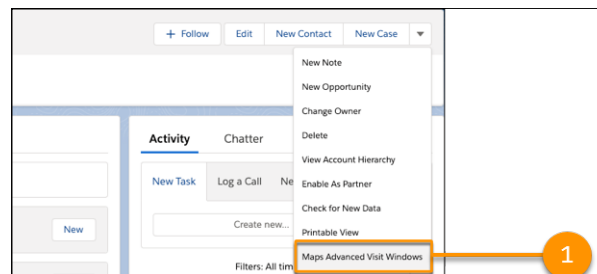 + Follow Edit New Contact New Case
New Note
New Opportunity
Change Owner
Activity Chatter
Delete
View Account Hierarchy
New Task Log a Call Ne
Enable As Partner
Check for New Data
New
Create new...
Printable View
Maps Advanced Visit Windows
1
Filters: All tim